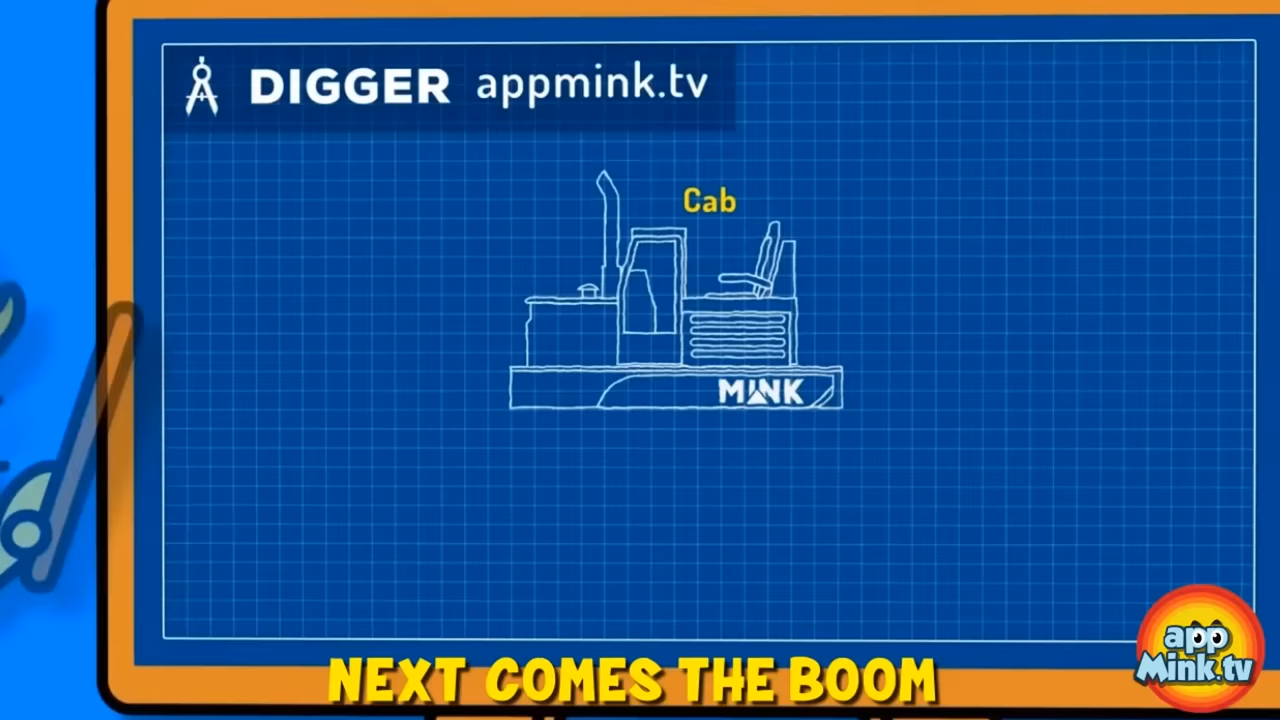 DIGGER appmink.tv
Cab
MINK
NEXT COMES THE BOOM
app
Mink.tv